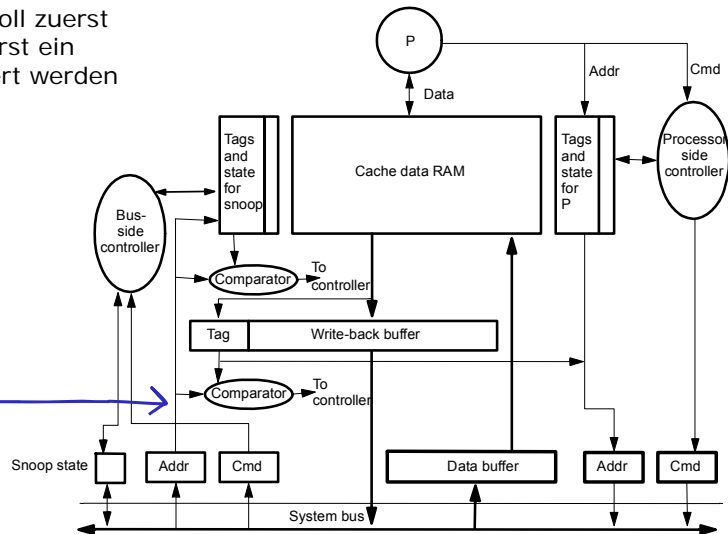 oll zuerst
rst ein
ert werden
P
Addr
Cmd
Data
Tags
and
state
for
snoop
Cache data RAM
Tags
and
state
for
P
Processor
side
controller
Bus-
side
controller
Comparator
To
controller
Tag
Write-back buffer
Comparator
To
controller
Snoop state
Addr
Cmd
Data buffer
Addr
Cmd
System bus